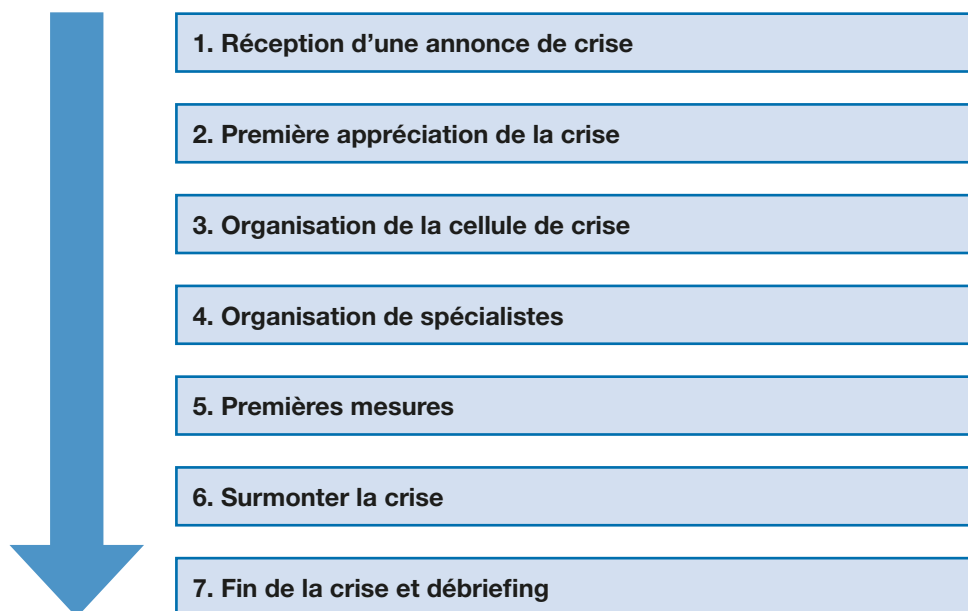 1. Réception d’une annonce de crise
2. Première appréciation de la crise
3. Organisation de la cellule de crise
4. Organisation de spécialistes
5. Premières mesures
6. Surmonter la crise
7. Fin de la crise et débriefing